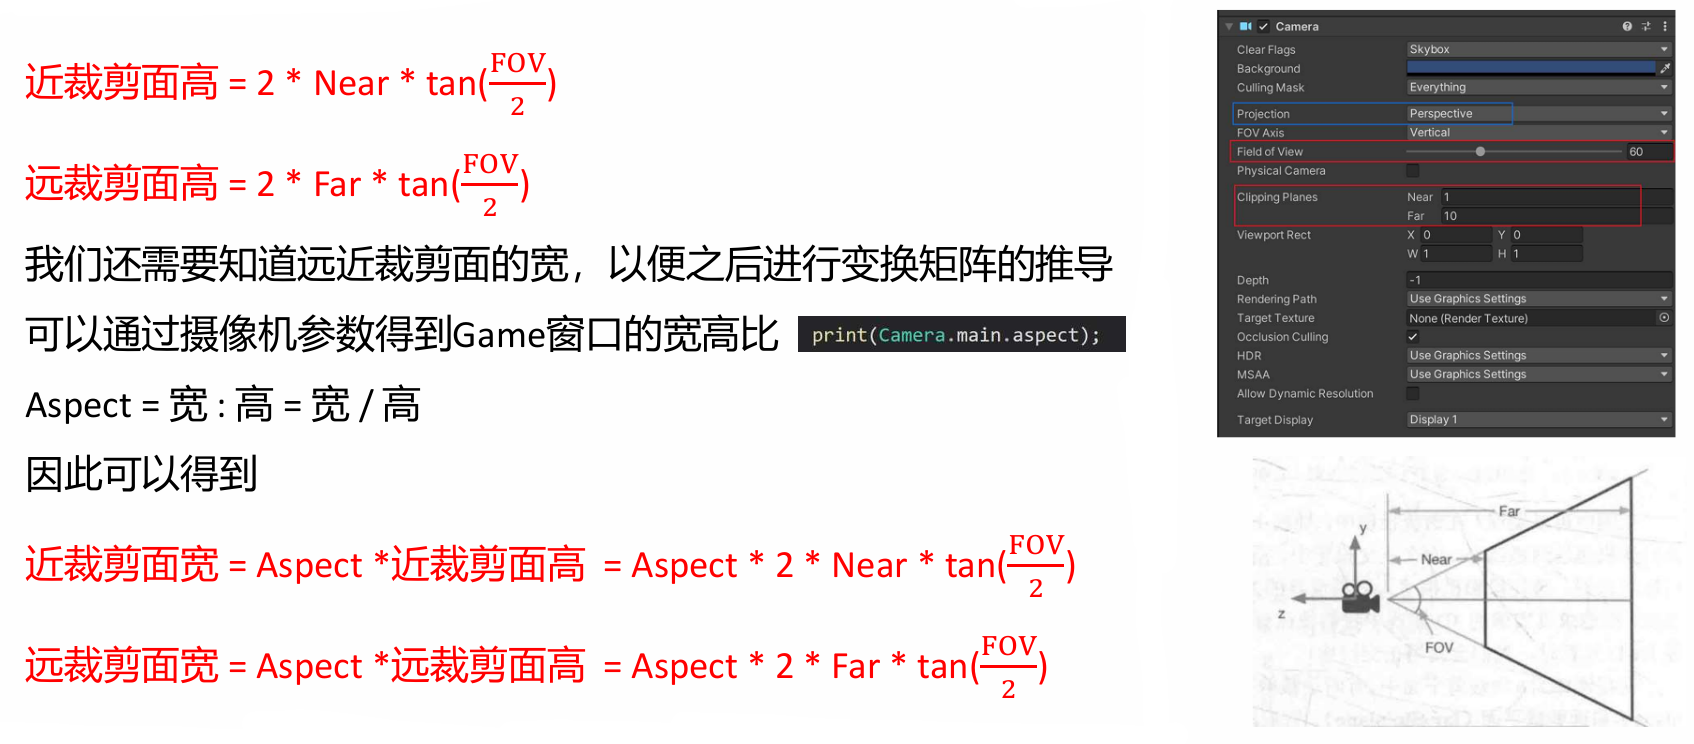 近裁剪面高 = 2 * Near * tan(FOV/2)
远裁剪面高 = 2 * Far * tan(FOV/2)
我们还需要知道远近裁剪面的宽，以便之后进行变换矩阵的推导
可以通过摄像机参数得到Game窗口的宽高比 print(Camera.main.aspect);
Aspect = 宽 : 高 = 宽 / 高
因此可以得到
近裁剪面宽 = Aspect *近裁剪面高 = Aspect * 2 * Near * tan(FOV/2)
远裁剪面宽 = Aspect *远裁剪面高 = Aspect * 2 * Far * tan(FOV/2)
Camera
Clear Flags Skybox
Background
Culling Mask Everything
Projection Perspective
FOV Axis Vertical
Field of View 60
Physical Camera
Clipping Planes Near 1
Far 10
Viewport Rect X 0 Y 0
W 1 H 1
Depth -1
Rendering Path Use Graphics Settings
Target Texture None (Render Texture)
Occlusion Culling
HDR Use Graphics Settings
MSAA Use Graphics Settings
Allow Dynamic Resolution
Target Display Display 1
Far
y
Near
z
FOV